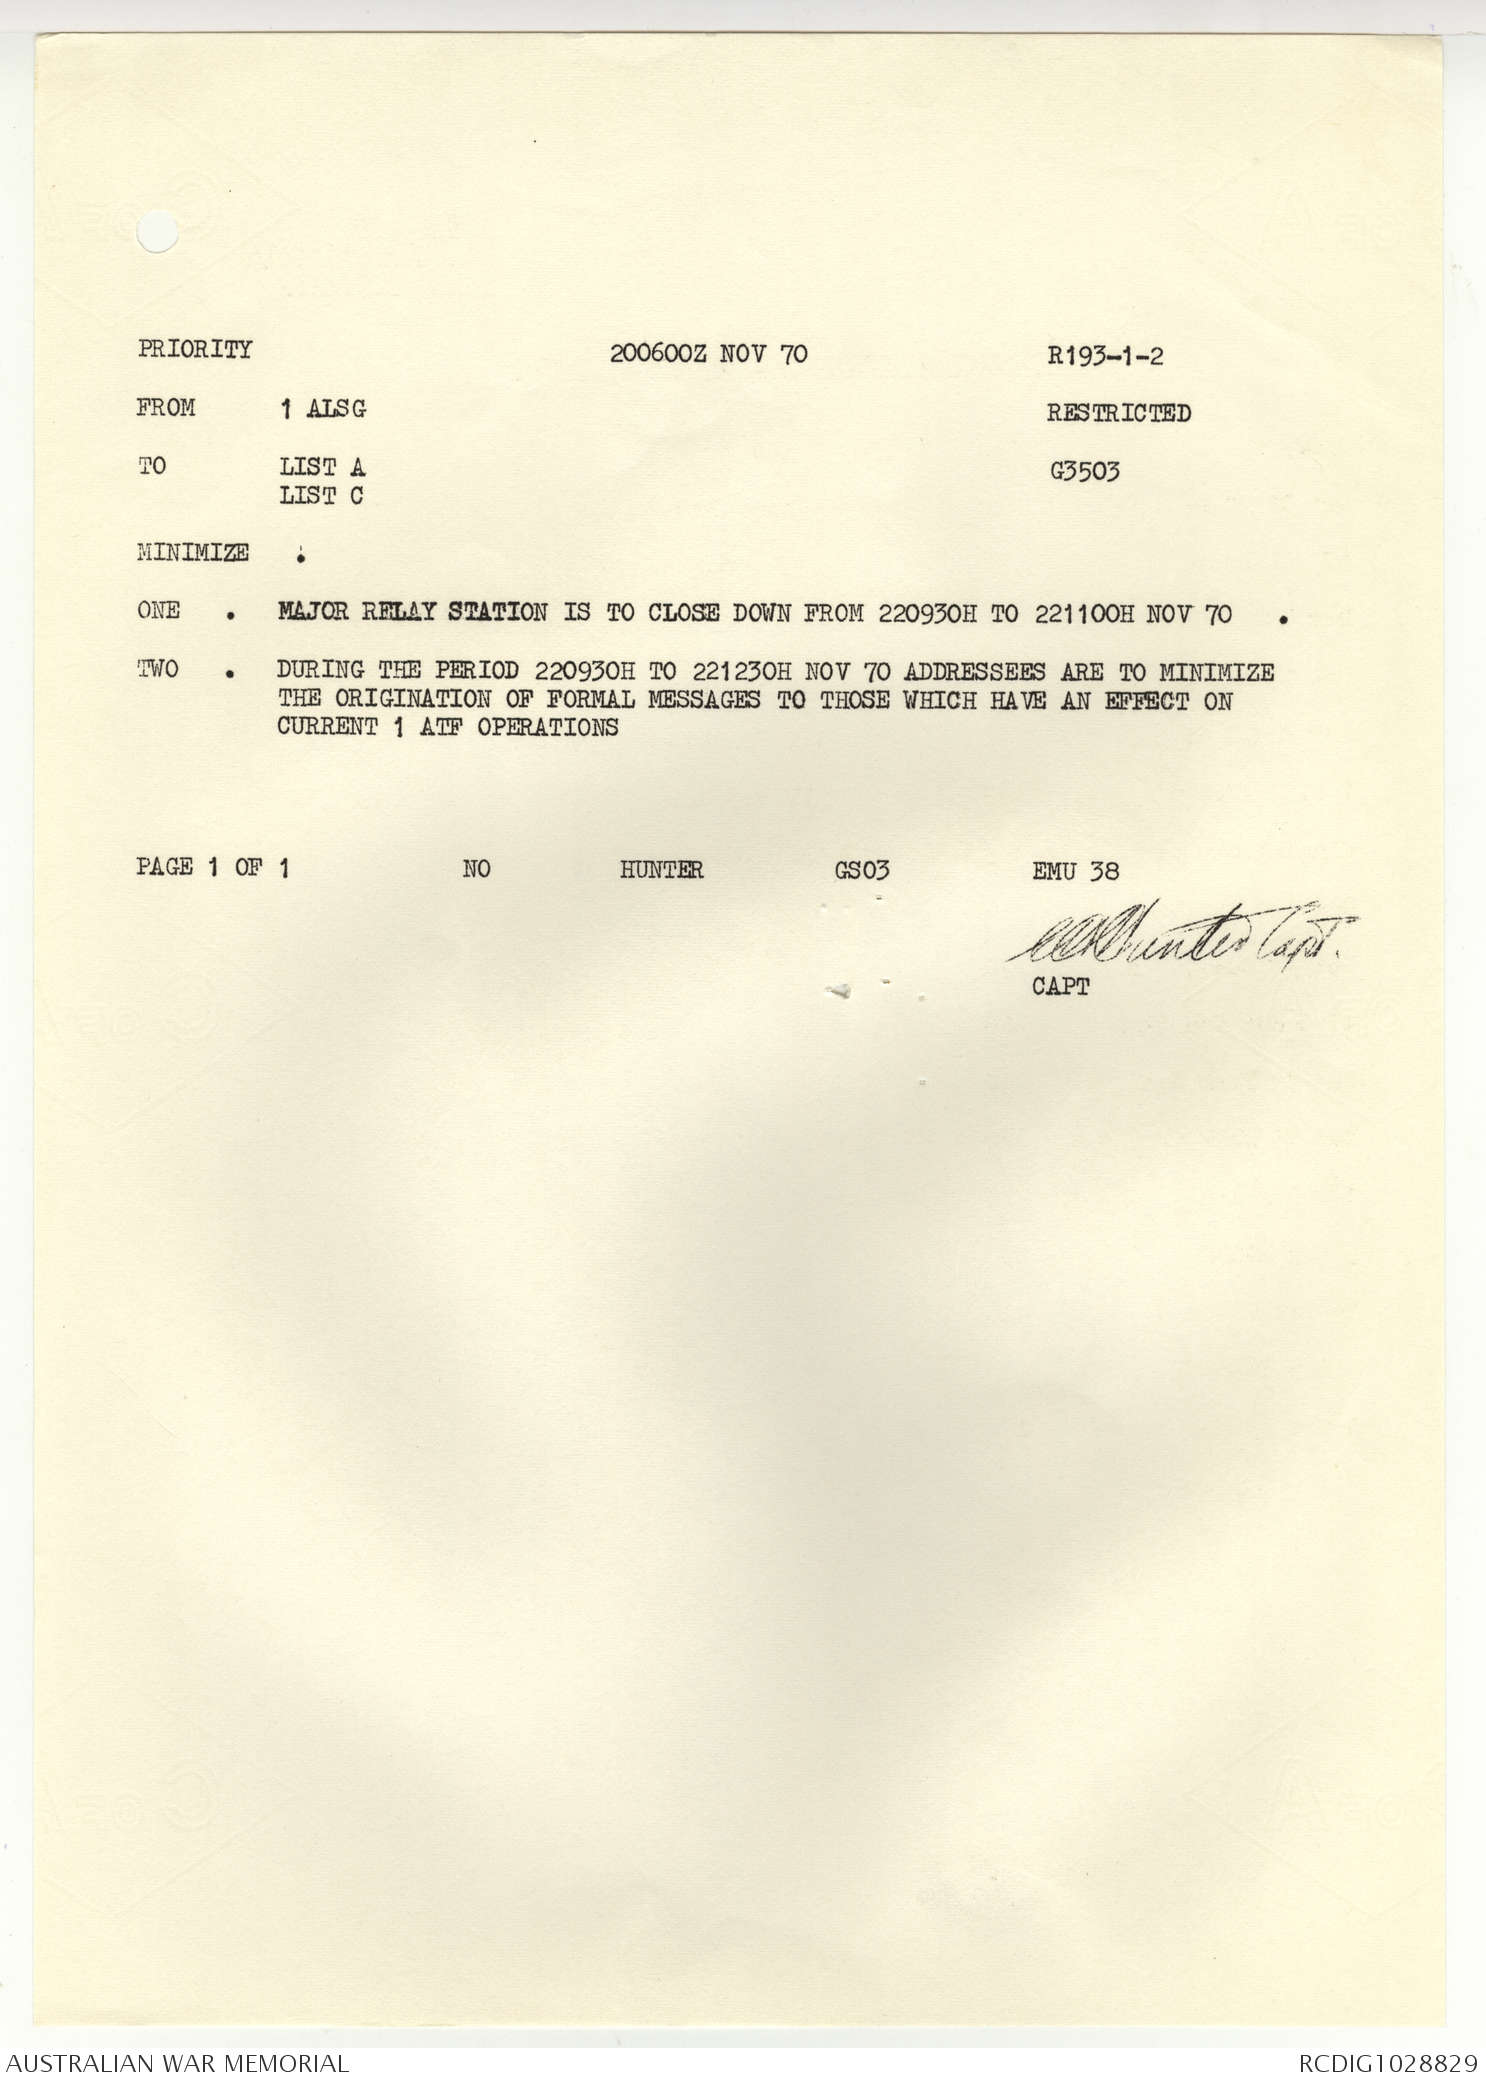 PRIORITY 200600Z NOV 70 R193-1-2
FROM 1 ALSG RESTRICTED
TO LIST A G3503
LIST C
MINIMIZE .
ONE . MAJOR RELAY STATION IS TO CLOSE DOWN FROM 220930H TO 221100H NOV 70 .
TWO . DURING THE PERIOD 220930H TO 221230H NOV 70 ADDRESSEES ARE TO MINIMIZE
THE ORIGINATION OF FORMAL MESSAGES TO THOSE WHICH HAVE AN EFFECT ON
CURRENT 1 ATF OPERATIONS
PAGE 1 OF 1 NO HUNTER GS03 EMU 38
Hunter Capt.
CAPT
AUSTRALIAN WAR MEMORIAL RCDIG1028829